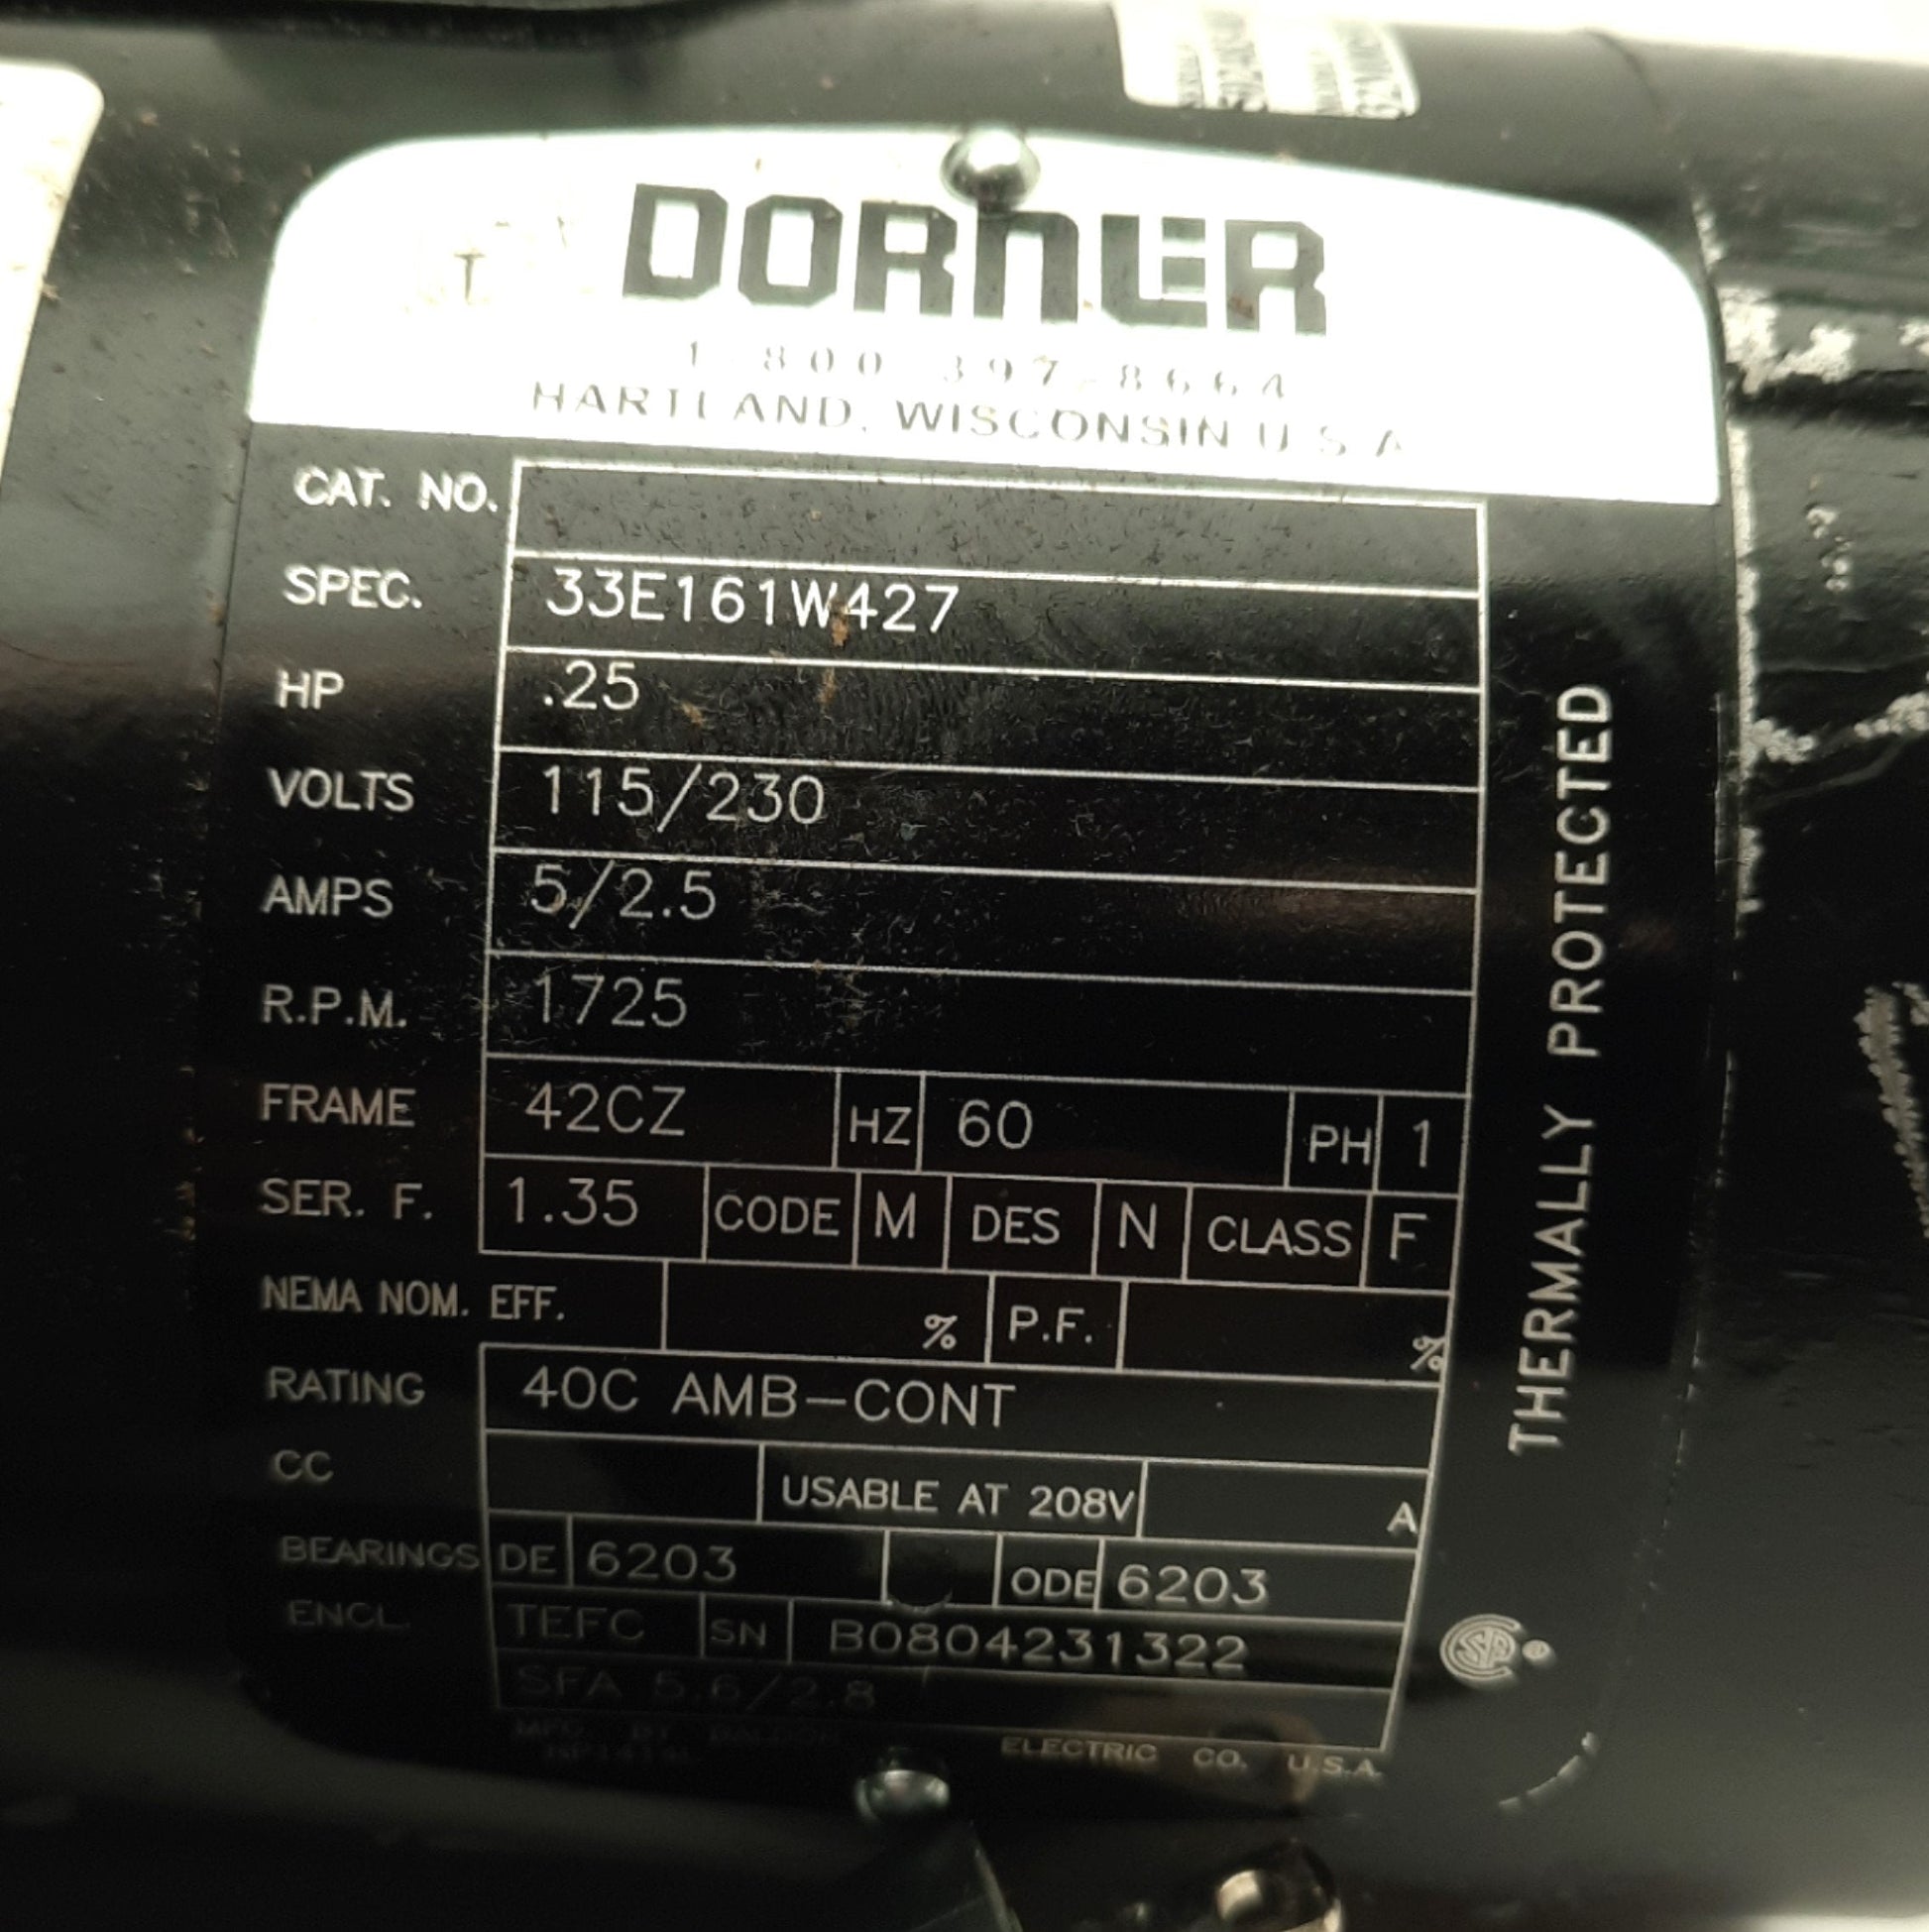 DORNER
1-800-397-8664
HARTLAND, WISCONSIN U.S.A
CAT. NO.
SPEC. 33E161W427
HP .25
VOLTS 115/230
AMPS 5/2.5
R.P.M. 1725
FRAME 42CZ HZ 60 PH 1
SER. F. 1.35 CODE M DES N CLASS F
NEMA NOM. EFF. % P.F. %
RATING 40C AMB-CONT
CC USABLE AT 208V A
BEARINGS DE 6203 ODE 6203
ENCL. TEFC SN B0804231322
SFA 5.6/2.8
MFG. BY BALDOR ELECTRIC CO. U.S.A.
THERMALLY PROTECTED